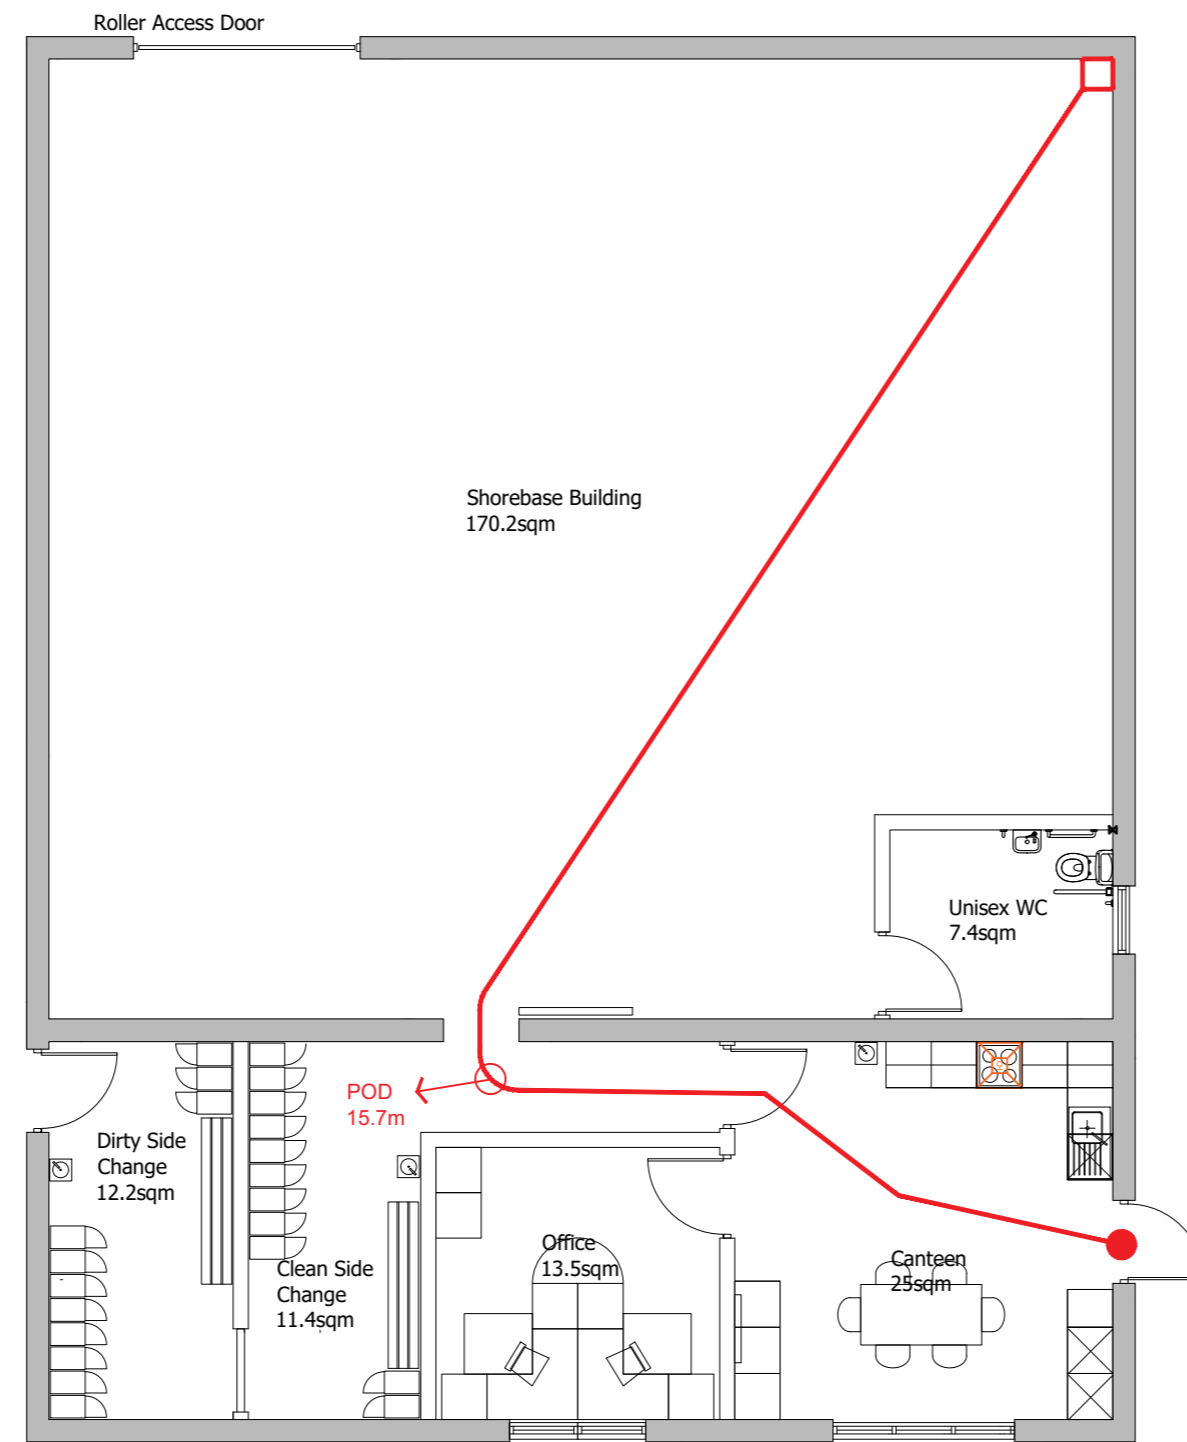 Roller Access Door
Shorebase Building
170.2sqm
Unisex WC
7.4sqm
POD
15.7m
Dirty Side
Change
12.2sqm
Clean Side
Change
11.4sqm
Office
13.5sqm
Canteen
25sqm